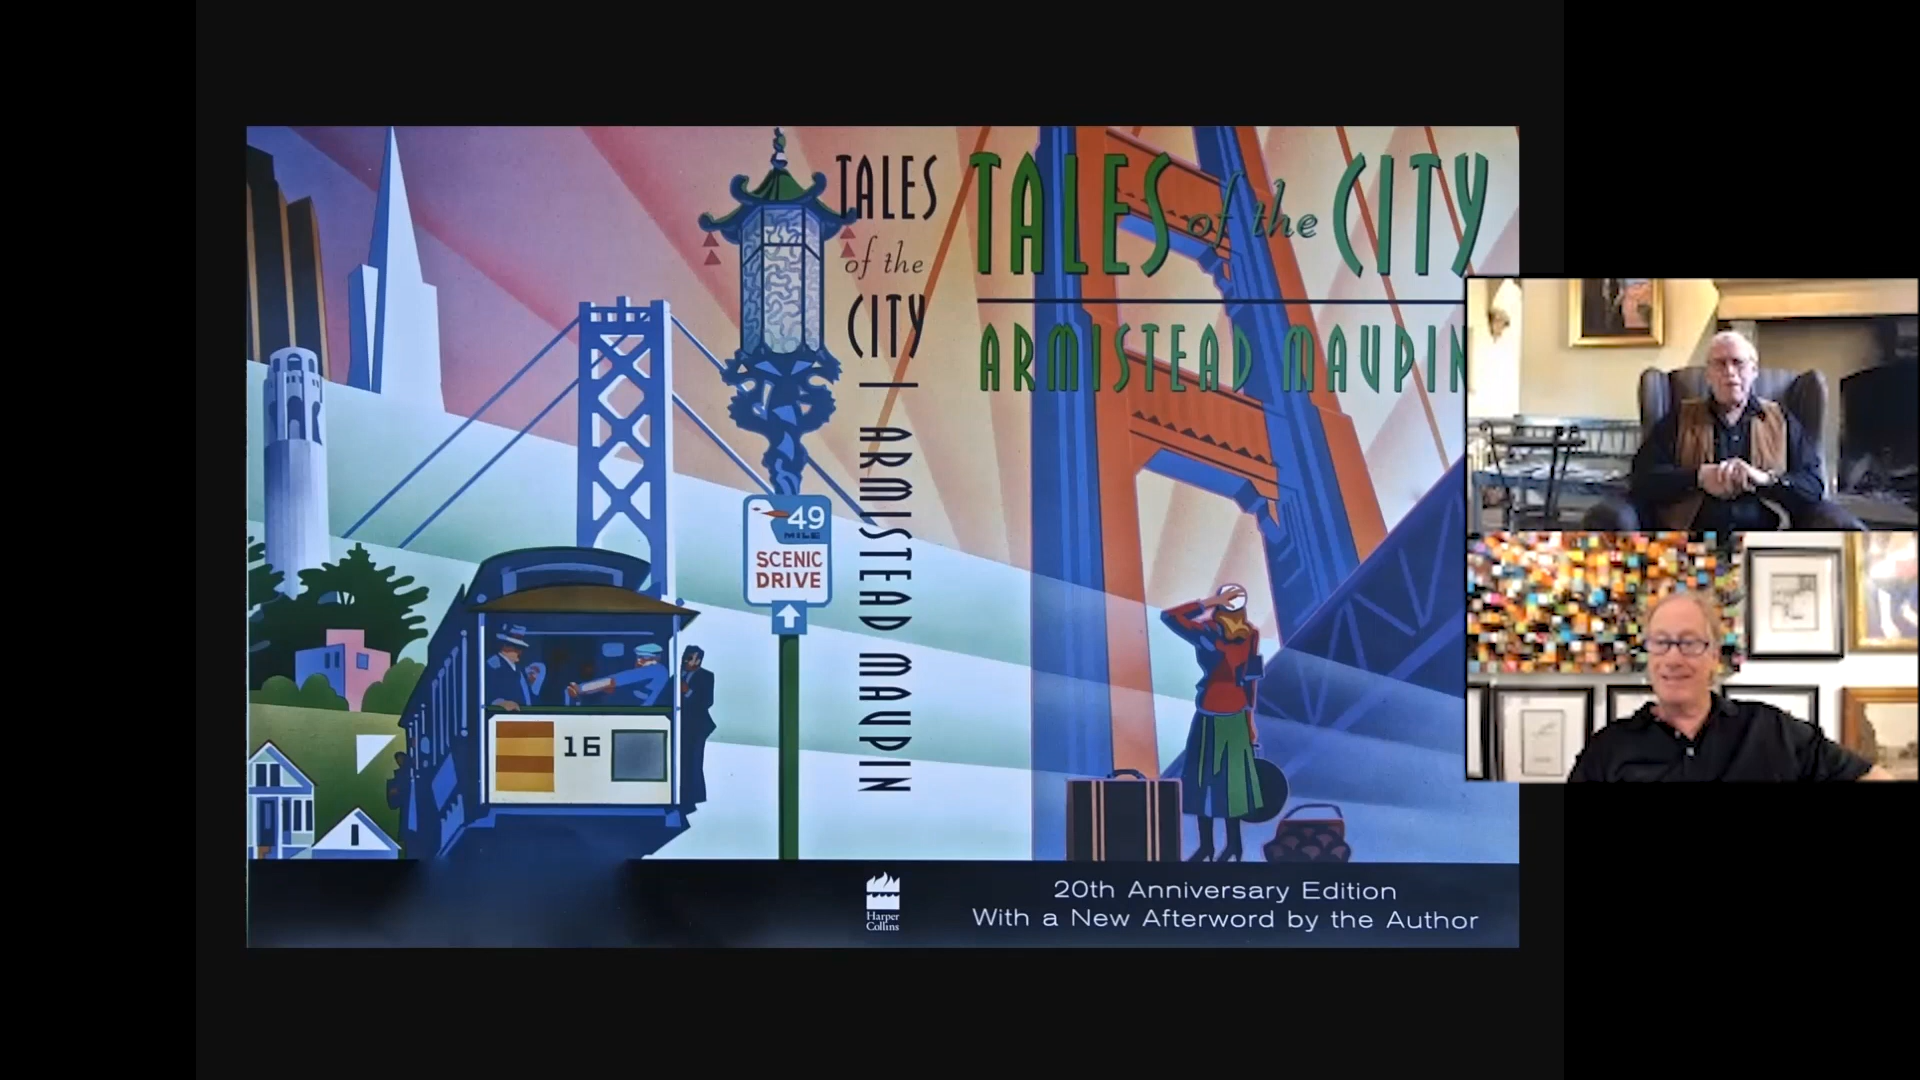 TALES
of the
CITY
ARMISTEAD MAUPIN
TALES of the CITY
ARMISTEAD MAUPIN
49
MILE
SCENIC
DRIVE
16
Harper
Collins
20th Anniversary Edition
With a New Afterword by the Author